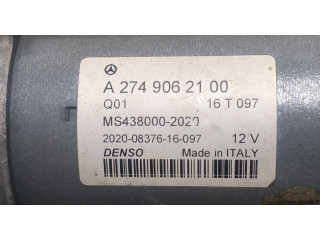 A 274 906 21 00
Q01 16 T 097
MS438000-2020
2020-08376-16-097 12 V
DENSO Made in ITALY